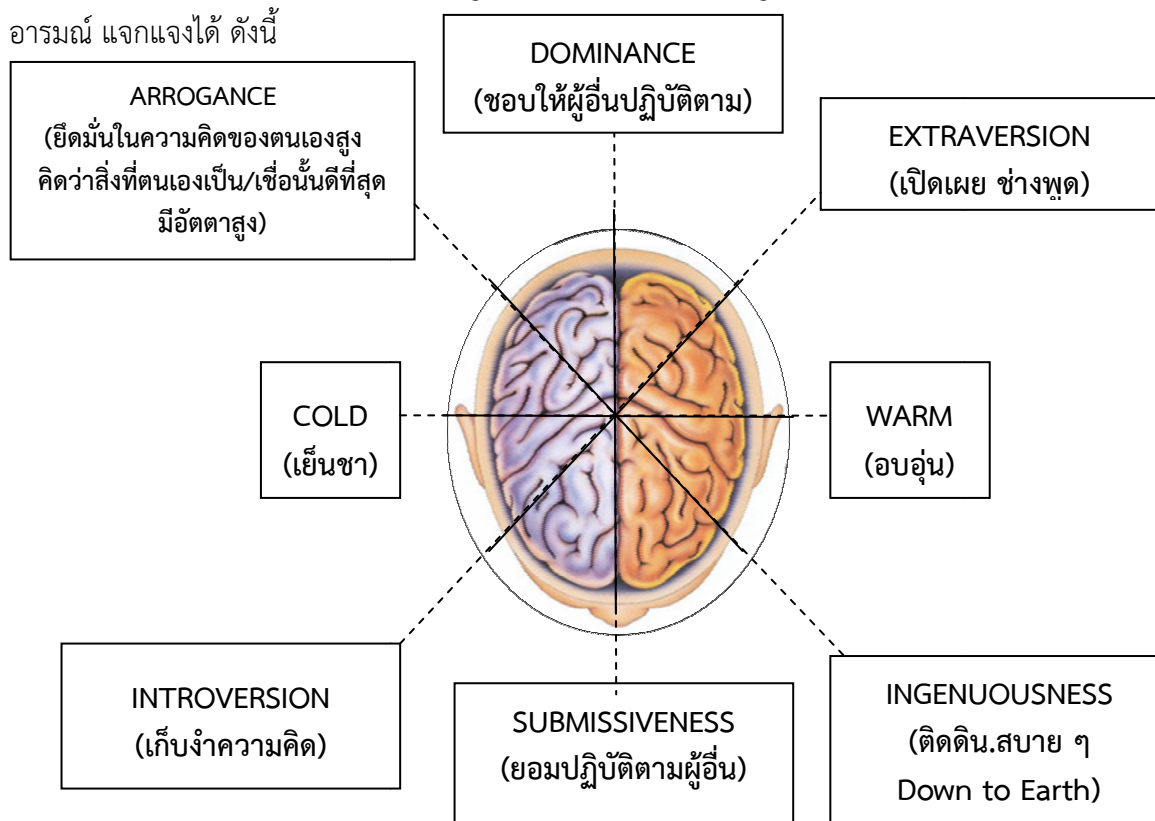 อารมณ์ แจกแจงได้ ดังนี้
DOMINANCE
(ชอบให้ผู้อื่นปฏิบัติตาม)
ARROGANCE
(ยึดมั่นในความคิดของตนเองสูง
คิดว่าสิ่งที่ตนเองเป็น/เชื่อนั้นดีที่สุด
มีอัตตาสูง)
EXTRAVERSION
(เปิดเผย ช่างพูด)
COLD
(เย็นชา)
WARM
(อบอุ่น)
INTROVERSION
(เก็บงำความคิด)
SUBMISSIVENESS
(ยอมปฏิบัติตามผู้อื่น)
INGENUOUSNESS
(ติดดิน.สบาย ๆ
Down to Earth)